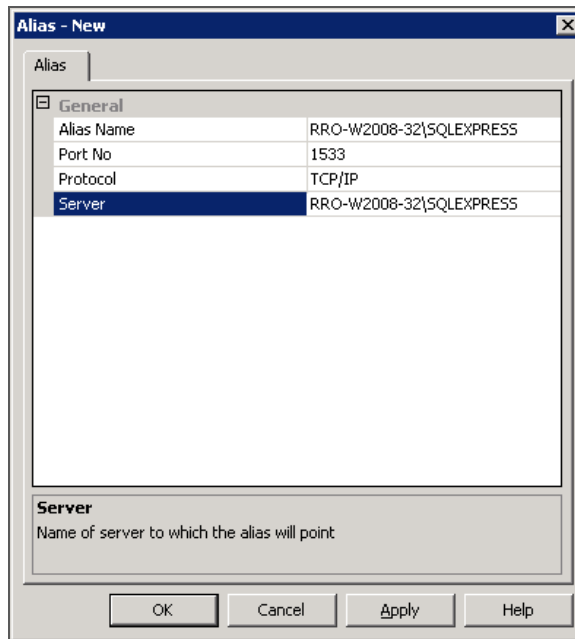 Alias - New
Alias
General
Alias Name RRO-W2008-32\SQLEXPRESS
Port No 1533
Protocol TCP/IP
Server RRO-W2008-32\SQLEXPRESS
Server
Name of server to which the alias will point
OK Cancel Apply Help